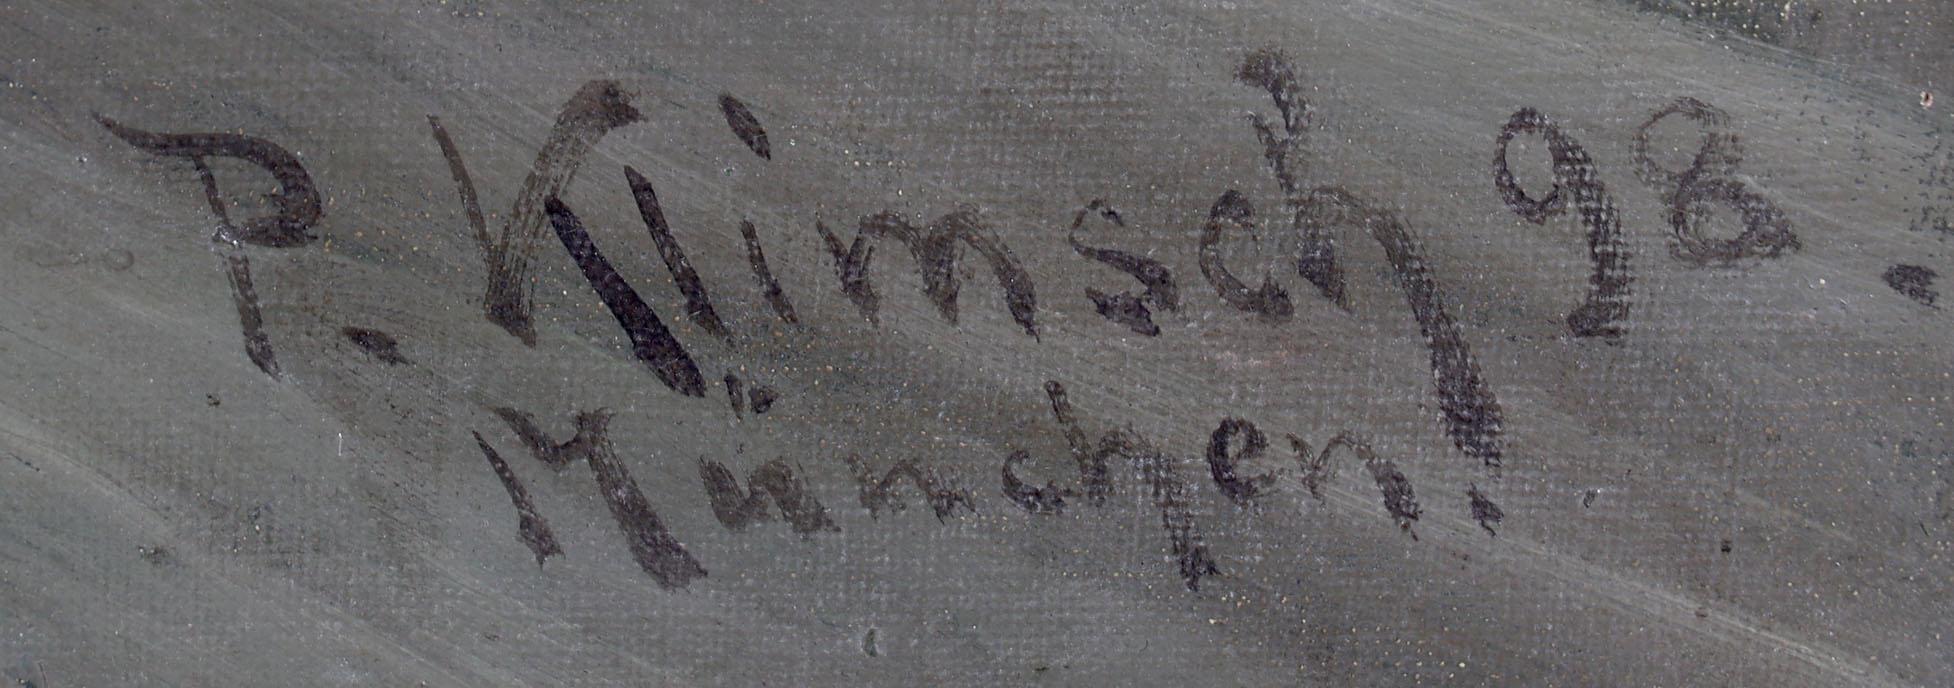 P. Klimsch 98.
München.